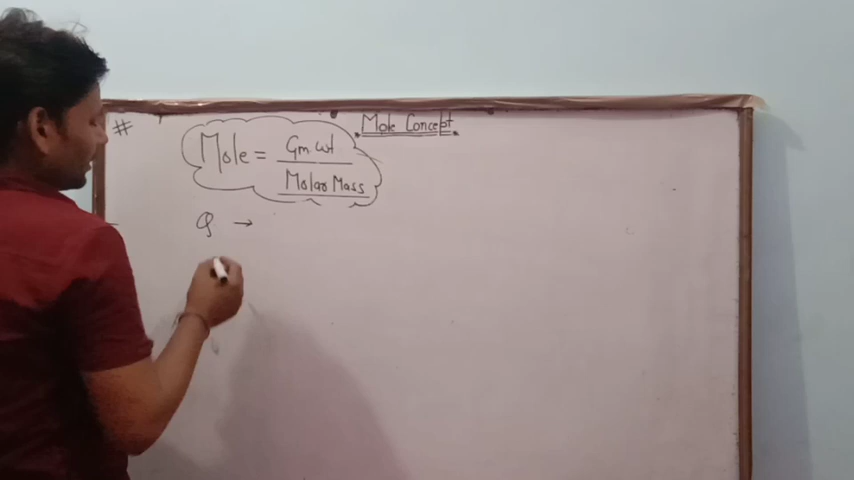 Mole Concept
#
Mole = Gm wt
Molar Mass
Q →